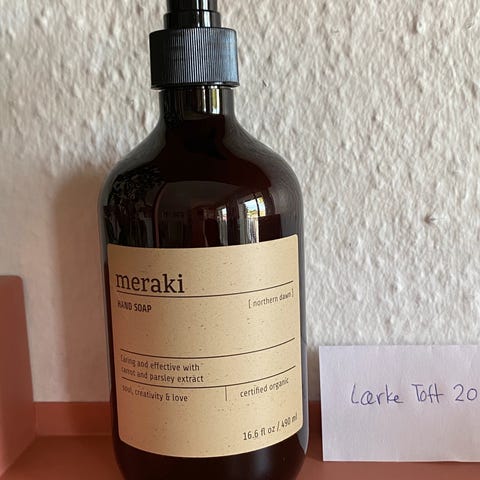 meraki
HAND SOAP
[ northern dawn ]
Caring and effective with
carrot and parsley extract
soul, creativity & love
certified organic
16.6 fl oz / 490 ml
Lærke Toft 20